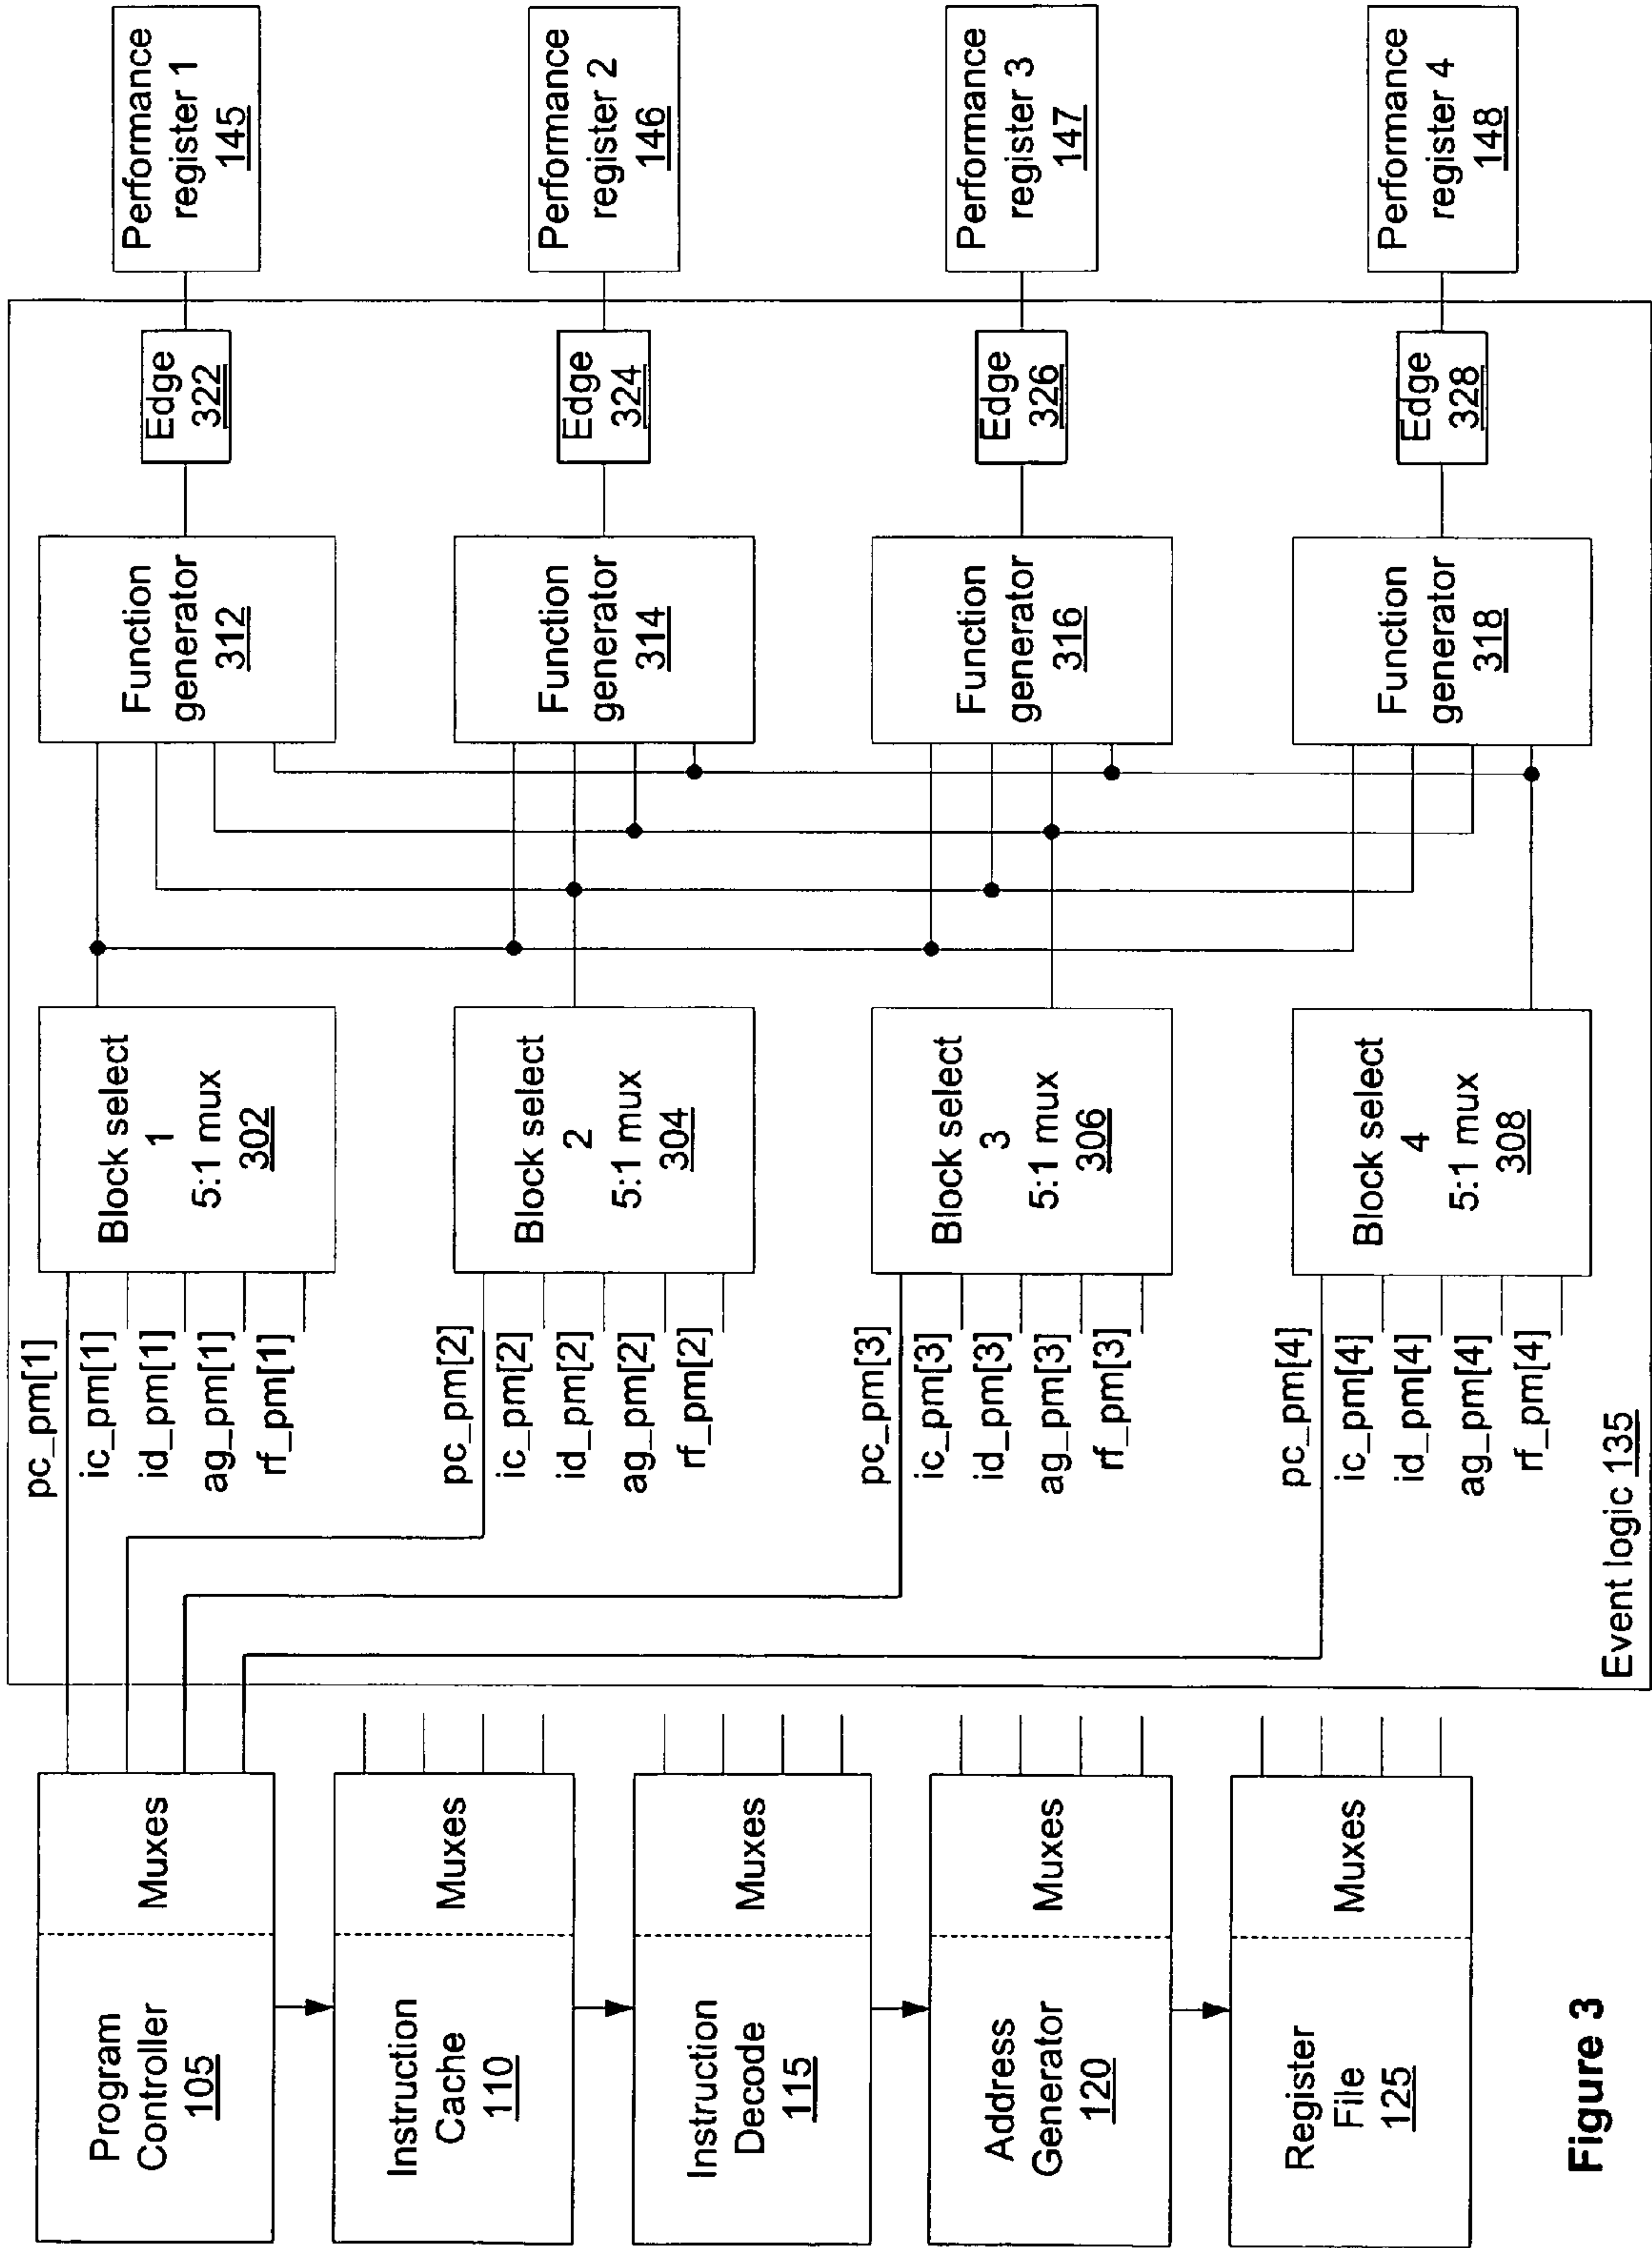 Program
Controller
105
Muxes
Instruction
Cache
110
Muxes
Instruction
Decode
115
Muxes
Address
Generator
120
Muxes
Register
File
125
Muxes
pc_pm[1]
ic_pm[1]
id_pm[1]
ag_pm[1]
rf_pm[1]
Block select
1
5:1 mux
302
pc_pm[2]
ic_pm[2]
id_pm[2]
ag_pm[2]
rf_pm[2]
Block select
2
5:1 mux
304
pc_pm[3]
ic_pm[3]
id_pm[3]
ag_pm[3]
rf_pm[3]
Block select
3
5:1 mux
306
pc_pm[4]
ic_pm[4]
id_pm[4]
ag_pm[4]
rf_pm[4]
Block select
4
5:1 mux
308
Function
generator
312
Function
generator
314
Function
generator
316
Function
generator
318
Edge
322
Edge
324
Edge
326
Edge
328
Performance
register 1
145
Performance
register 2
146
Performance
register 3
147
Performance
register 4
148
Event logic 135
Figure 3